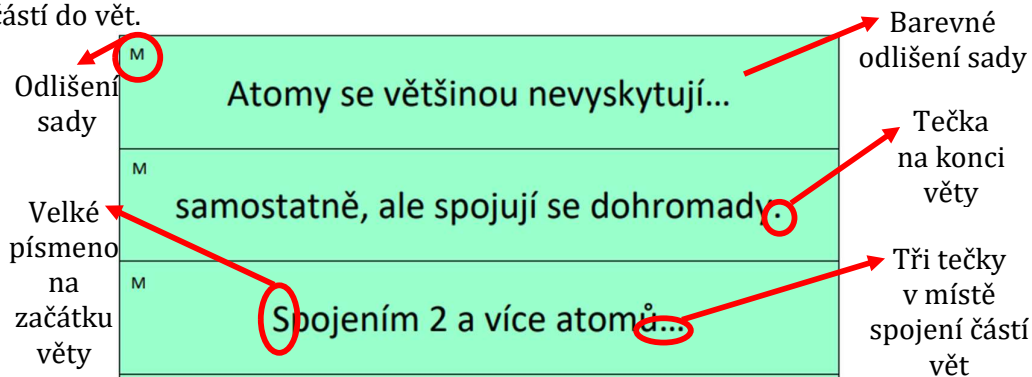 částí do vět.
Odlišení
sady
Velké
písmeno
na
začátku
věty
M
Atomy se většinou nevyskytují...
M
samostatně, ale spojují se dohromady.
M
Spojením 2 a více atomů...
Barevné
odlišení sady
Tečka
na konci
věty
Tři tečky
v místě
spojení částí
vět